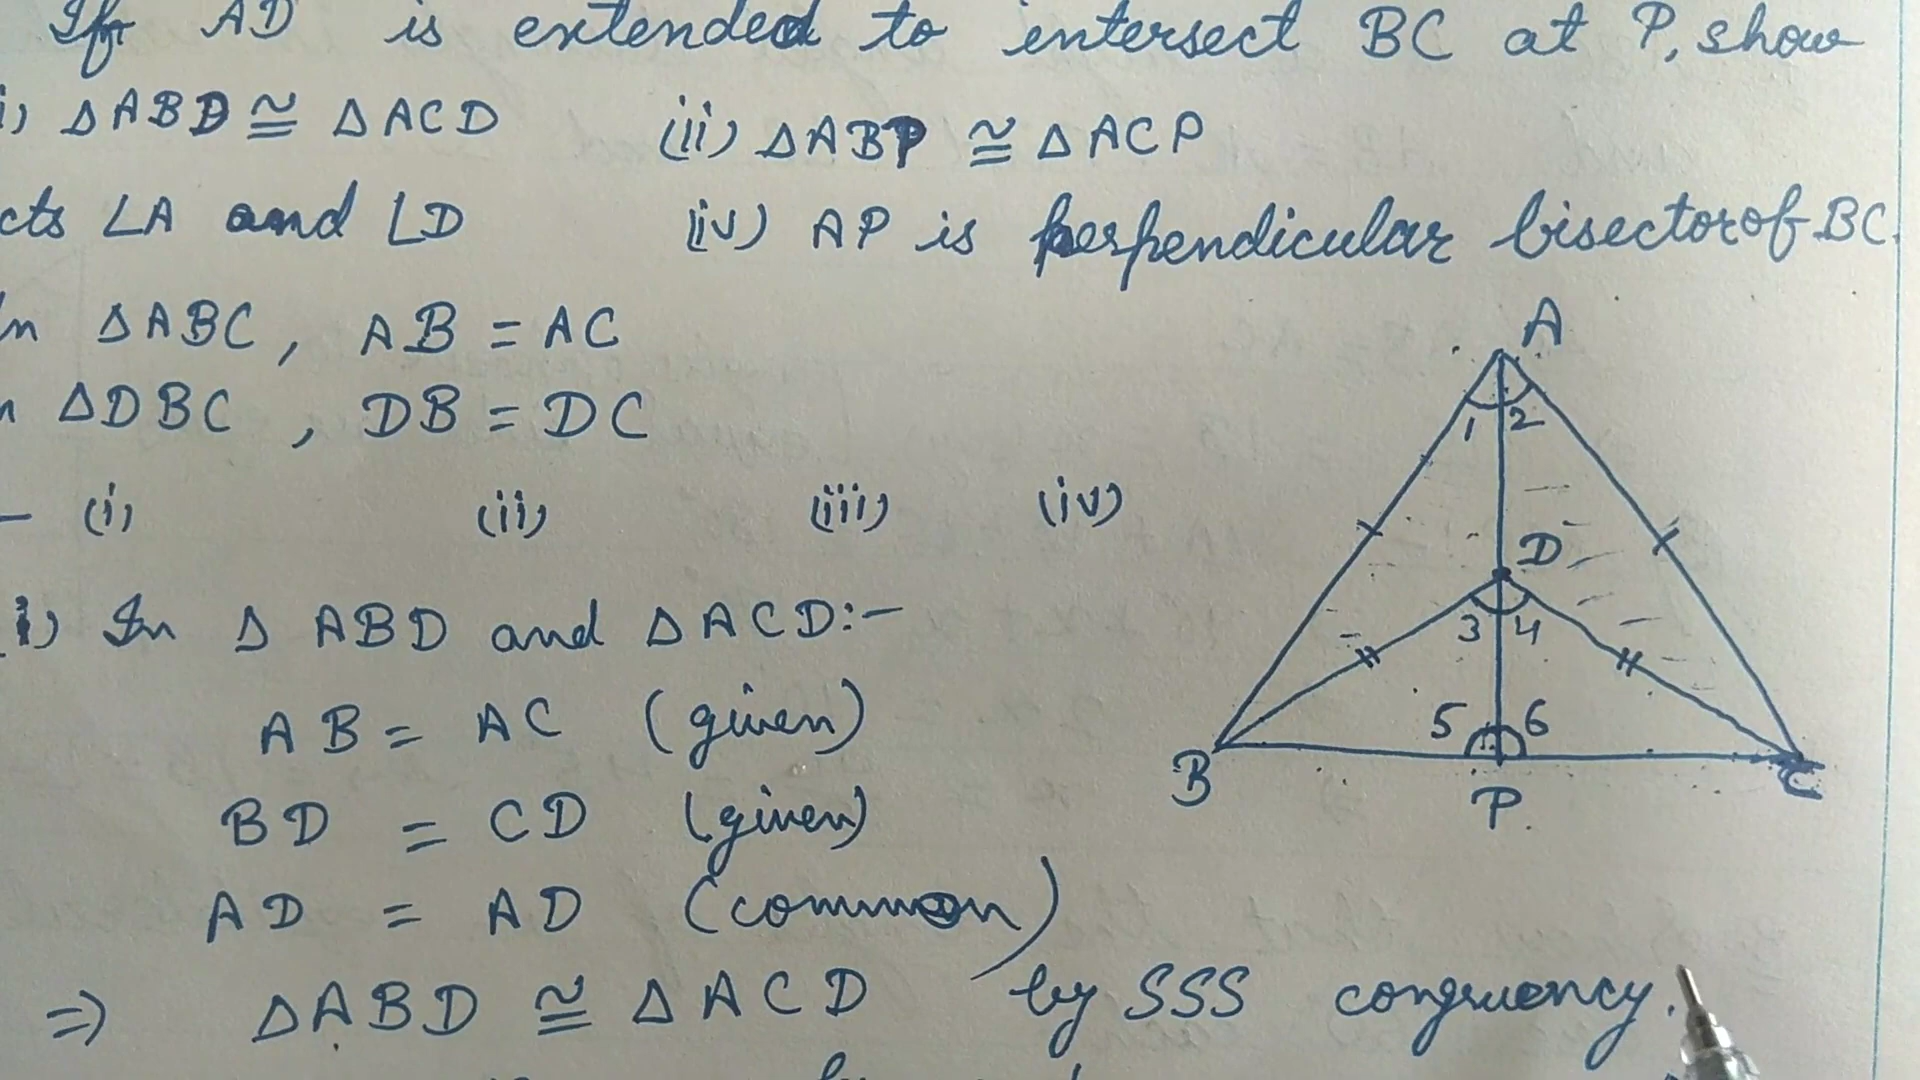 If AD is extended to intersect BC at P, show
i) ΔABD ≅ ΔACD (ii) ΔABP ≅ ΔACP
cts ∠A and ∠D (iv) AP is perpendicular bisector of BC.
In ΔABC, AB = AC
n ΔDBC, DB = DC
— (i) (ii) (iii) (iv)
i) In Δ ABD and ΔACD:-
AB = AC (given)
BD = CD (given)
AD = AD (common)
⇒ ΔABD ≅ ΔACD by SSS congruency.
A
1 2
D
3 4
5 6
B P C